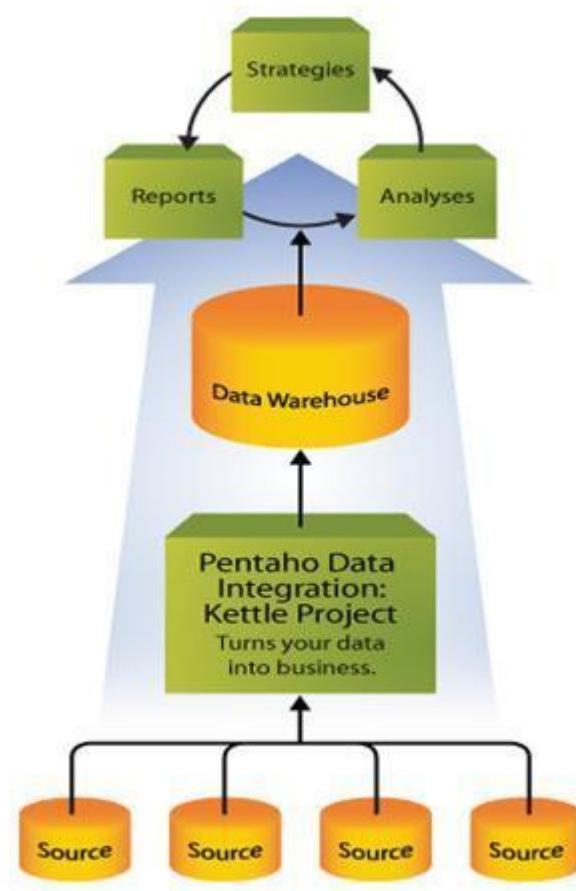 Strategies
Reports
Analyses
Data Warehouse
Pentaho Data
Integration:
Kettle Project
Turns your data
into business.
Source
Source
Source
Source